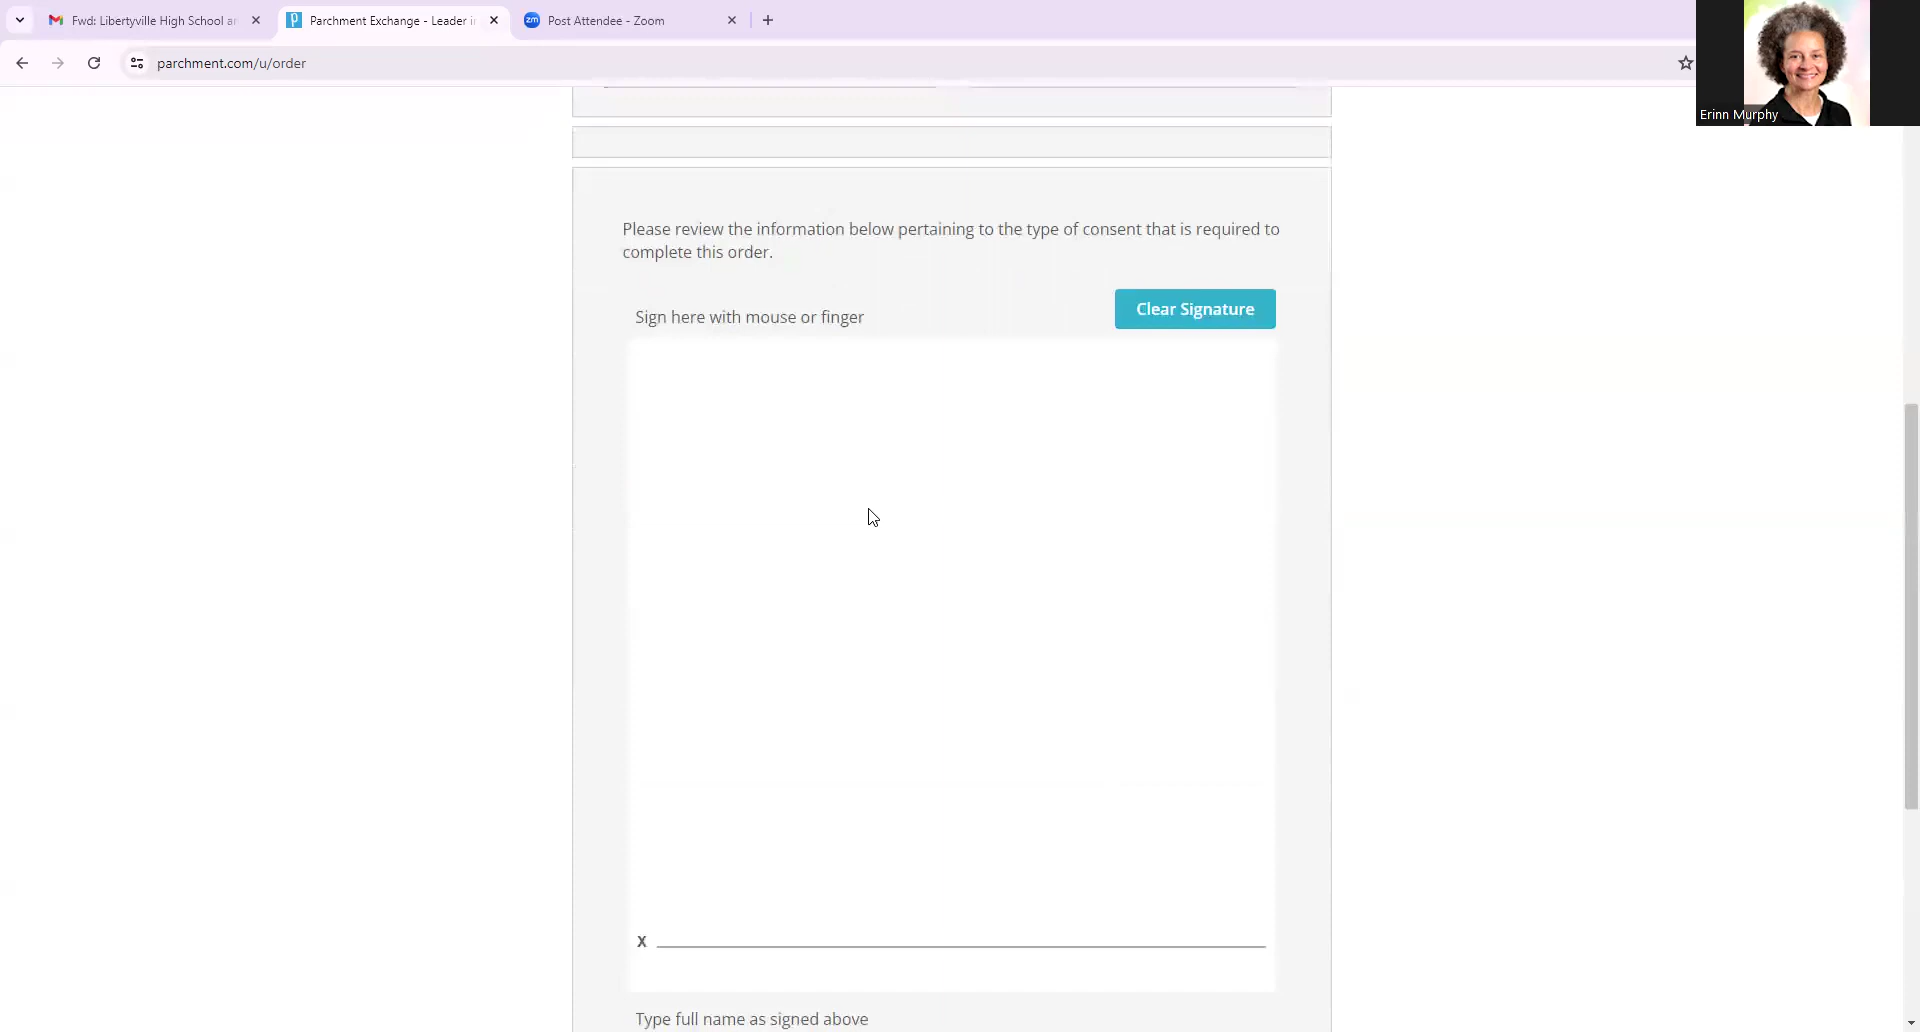 Fwd: Libertyville High School a
Parchment Exchange - Leader i
zm Post Attendee - Zoom
parchment.com/u/order
Erinn Murphy
Please review the information below pertaining to the type of consent that is required to
complete this order.
Sign here with mouse or finger
Clear Signature
X
Type full name as signed above